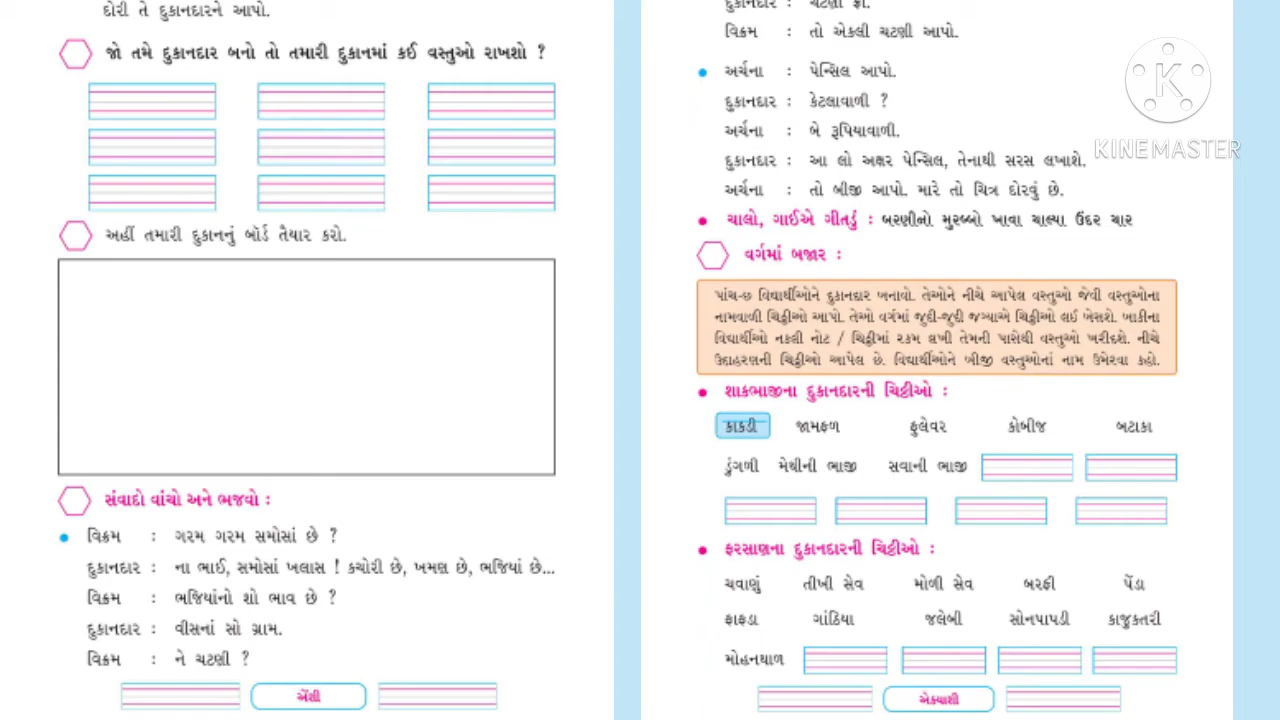 દોરી તે દુકાનદારને આપો.
જો તમે દુકાનદાર બનો તો તમારી દુકાનમાં કઈ વસ્તુઓ રાખશો ?
અહીં તમારી દુકાનનું બૉર્ડ તૈયાર કરો.
સંવાદો વાંચો અને ભજવો :
વિક્રમ : ગરમ ગરમ સમોસાં છે ?
દુકાનદાર : ના ભાઈ, સમોસાં ખલાસ ! કચોરી છે, ખમણ છે, ભજિયાં છે...
વિક્રમ : ભજિયાંનો શો ભાવ છે ?
દુકાનદાર : વીસનાં સો ગ્રામ.
વિક્રમ : ને ચટણી ?
એંસી
દુકાનદાર : ચટણી ફ્રી.
વિક્રમ : તો એકલી ચટણી આપો.
અર્ચના : પેન્સિલ આપો.
દુકાનદાર : કેટલાવાળી ?
અર્ચના : બે રૂપિયાવાળી.
દુકાનદાર : આ લો અક્ષર પેન્સિલ, તેનાથી સરસ લખાશે.
અર્ચના : તો બીજી આપો. મારે તો ચિત્ર દોરવું છે.
ચાલો, ગાઈએ ગીતડું : બરણીનો મુરબ્બો ખાવા ચાલ્યા ઉંદર ચાર
વર્ગમાં બજાર :
પાંચ-છ વિદ્યાર્થીઓને દુકાનદાર બનાવો. તેઓને નીચે આપેલ વસ્તુઓ જેવી વસ્તુઓના
નામવાળી ચિઠ્ઠીઓ આપો. તેઓ વર્ગમાં જુદી-જુદી જગ્યાએ ચિઠ્ઠીઓ લઈ બેસશે. બાકીના
વિદ્યાર્થીઓ નકલી નોટ / ચિઠ્ઠીમાં રકમ લખી તેમની પાસેથી વસ્તુઓ ખરીદશે. નીચે
ઉદાહરણની ચિઠ્ઠીઓ આપેલ છે. વિદ્યાર્થીઓને બીજી વસ્તુઓનાં નામ ઉમેરવા કહો.
શાકભાજીના દુકાનદારની ચિઠ્ઠીઓ :
કાકડી જામફળ ફુલેવર કોબીજ બટાકા
ડુંગળી મેથીની ભાજી સવાની ભાજી
ફરસાણના દુકાનદારની ચિઠ્ઠીઓ :
ચવાણું તીખી સેવ મોળી સેવ બરફી પેંડા
ફાફડા ગાંઠિયા જલેબી સોનપાપડી કાજુકતરી
મોહનથાળ
એક્યાશી
KINEMASTER